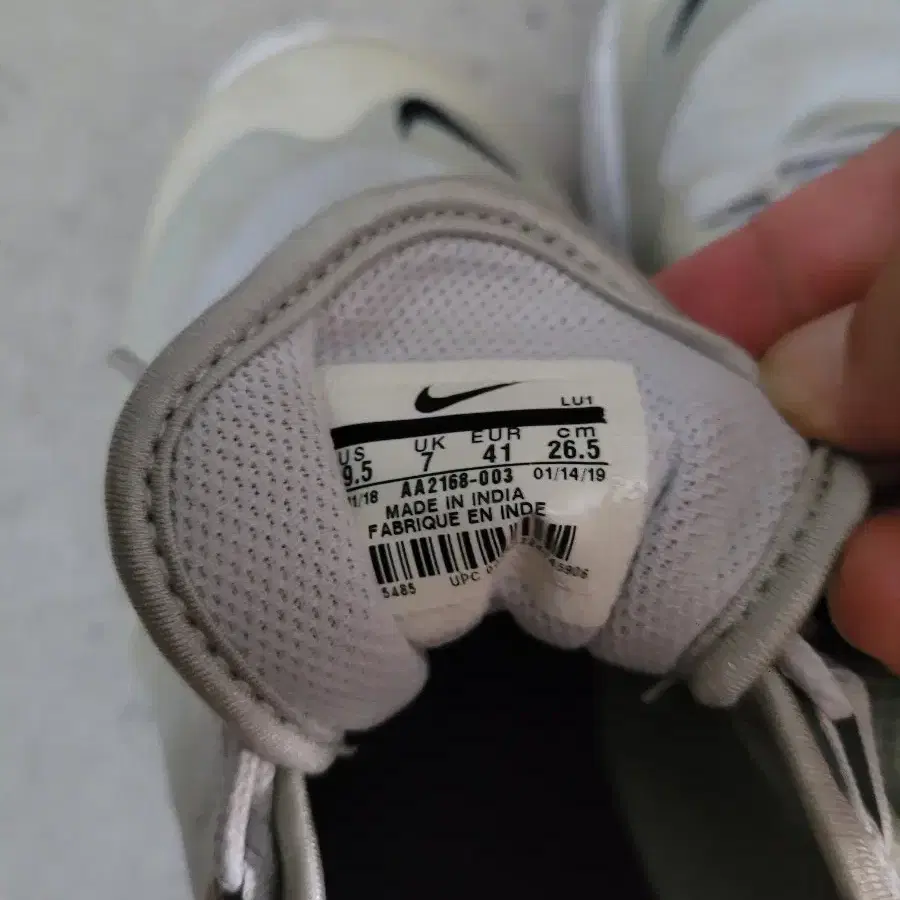 LU1
US UK EUR cm
9.5 7 41 26.5
11/18 AA2168-003 01/14/19
MADE IN INDIA
FABRIQUE EN INDE
5485 UPC